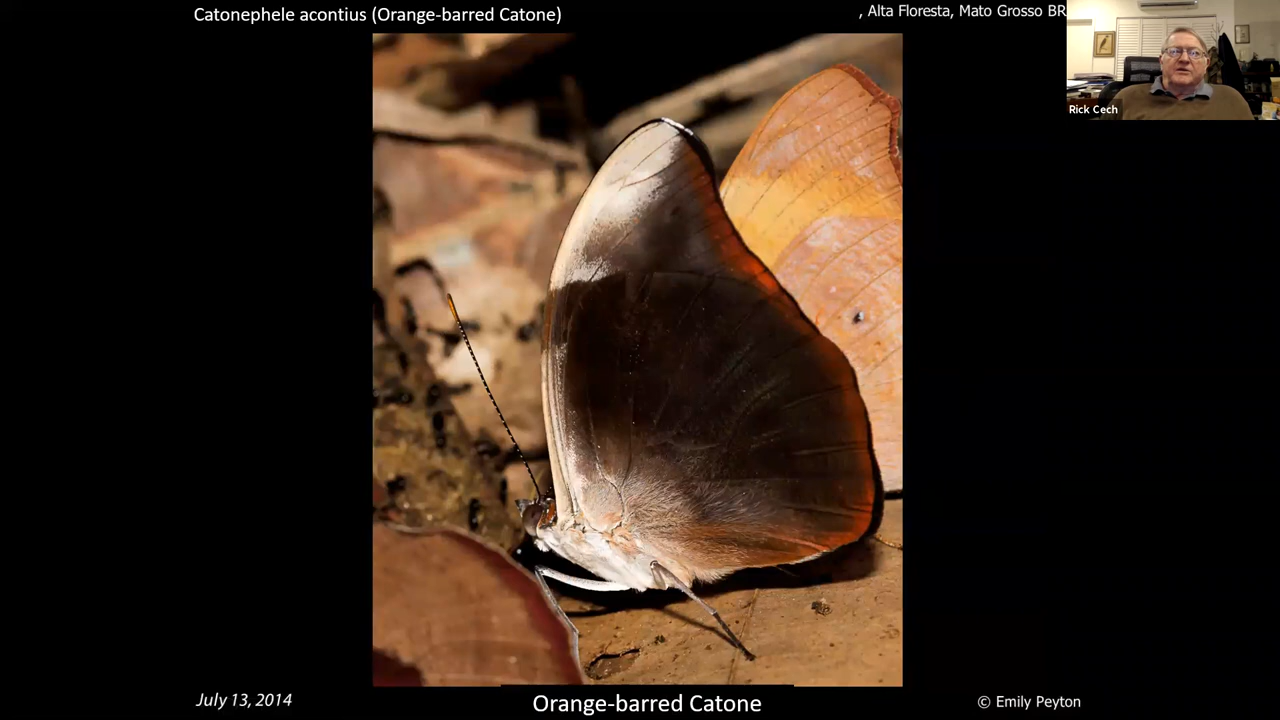 Catonephele acontius (Orange-barred Catone)
, Alta Floresta, Mato Grosso BR
Rick Cech
July 13, 2014
Orange-barred Catone
© Emily Peyton